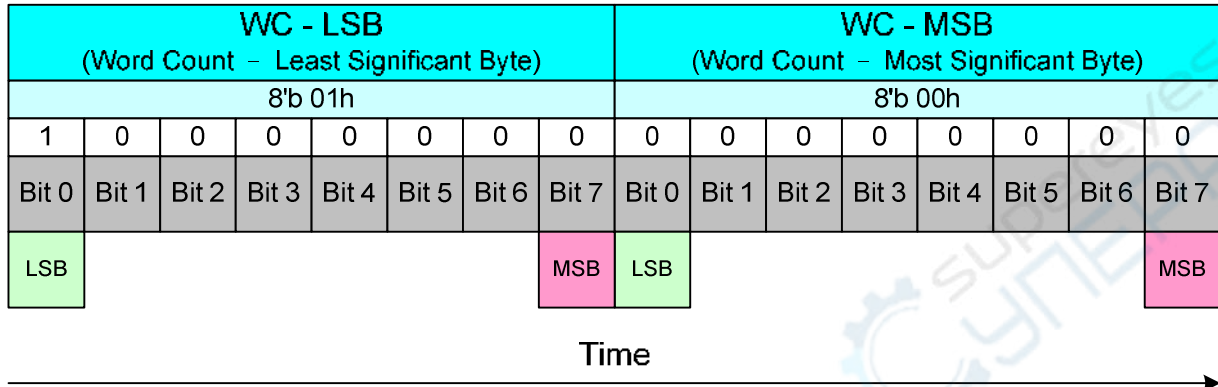 WC - LSB
(Word Count – Least Significant Byte)
WC - MSB
(Word Count – Most Significant Byte)
8'b 01h
8'b 00h
1 0 0 0 0 0 0 0 0 0 0 0 0 0 0 0
Bit 0 Bit 1 Bit 2 Bit 3 Bit 4 Bit 5 Bit 6 Bit 7 Bit 0 Bit 1 Bit 2 Bit 3 Bit 4 Bit 5 Bit 6 Bit 7
LSB MSB LSB MSB
Time
supereyes